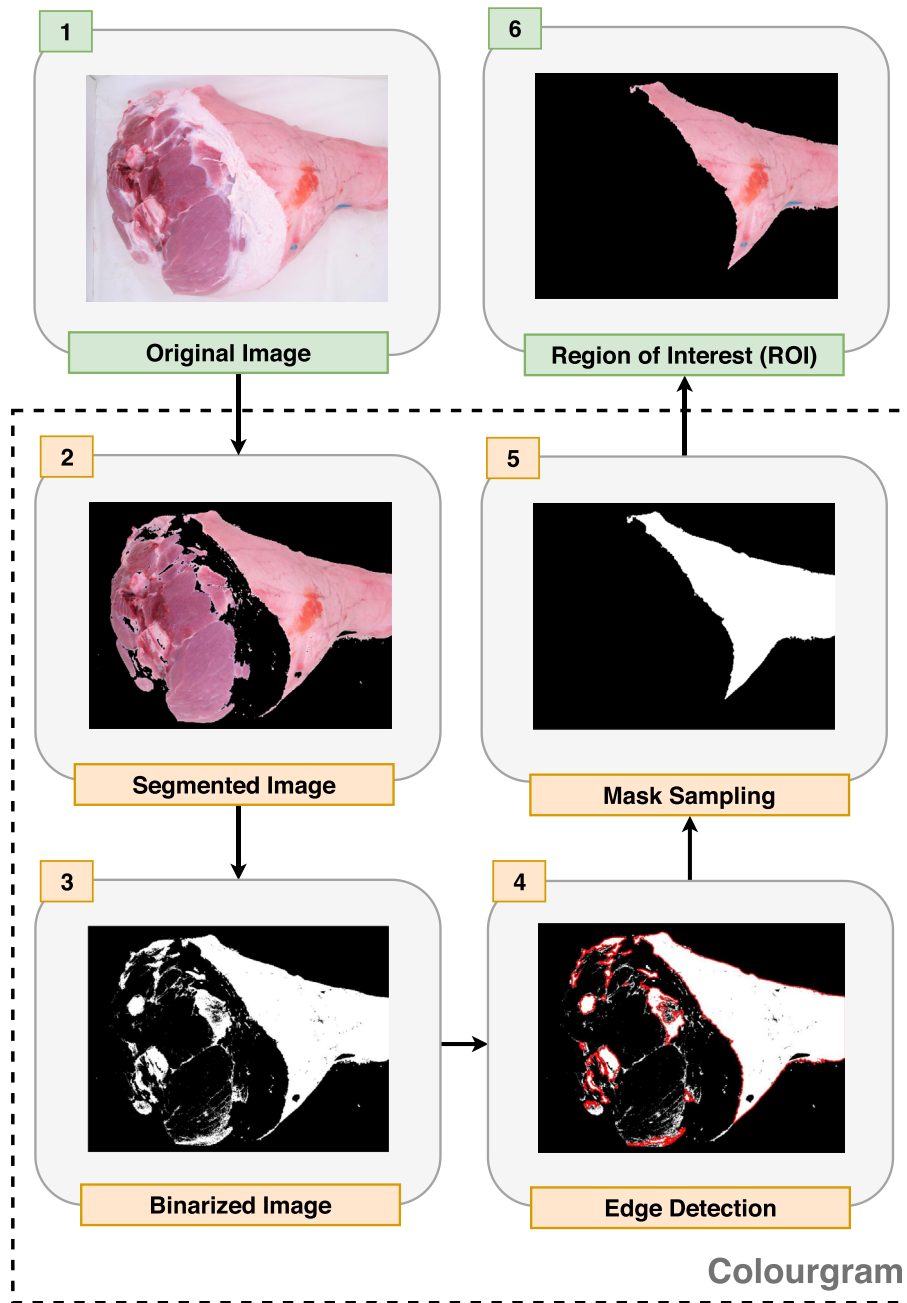 1
Original Image
2
Segmented Image
3
Binarized Image
4
Edge Detection
5
Mask Sampling
6
Region of Interest (ROI)
Colourgram